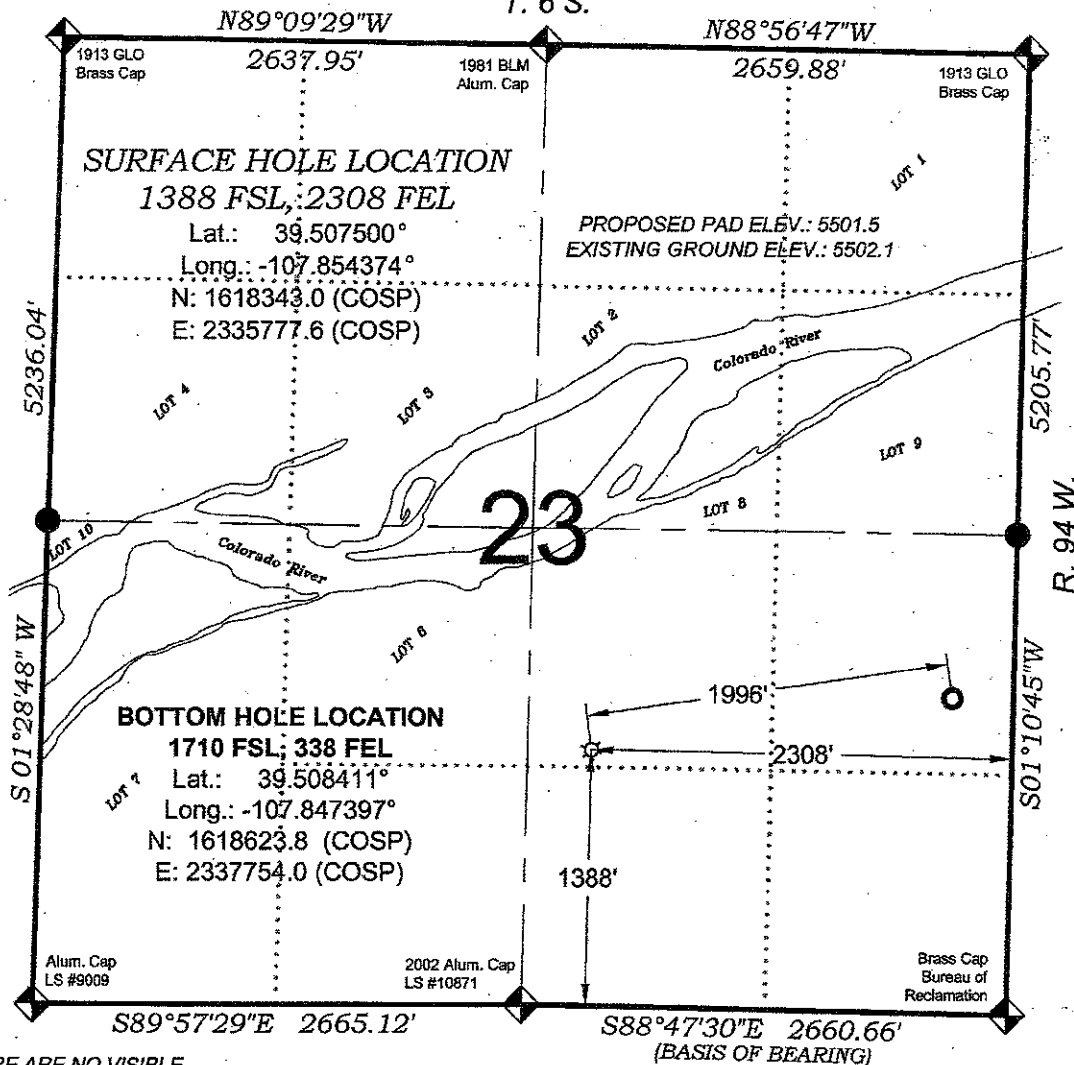 T. 6 S.
N89°09'29"W
N88°56'47"W
1913 GLO
Brass Cap
2637.95'
1981 BLM
Alum. Cap
2659.88'
1913 GLO
Brass Cap
SURFACE HOLE LOCATION
1388 FSL, 2308 FEL
Lat.: 39.507500°
Long.: -107.854374°
N: 1618343.0 (COSP)
E: 2335777.6 (COSP)
LOT 1
PROPOSED PAD ELEV.: 5501.5
EXISTING GROUND ELEV.: 5502.1
5236.04'
LOT 2
Colorado River
5205.77'
LOT 4
LOT 3
LOT 9
LOT 8
23
LOT 10
Colorado River
R. 94 W.
LOT 6
S 01°28'48" W
S01°10'45"W
1996'
BOTTOM HOLE LOCATION
1710 FSL, 338 FEL
Lat.: 39.508411°
Long.: -107.847397°
N: 1618623.8 (COSP)
E: 2337754.0 (COSP)
LOT 7
2308'
1388'
Alum. Cap
LS #9009
2002 Alum. Cap
LS #10871
Brass Cap
Bureau of
Reclamation
S89°57'29"E 2665.12'
S88°47'30"E 2660.66'
(BASIS OF BEARING)
ARE NO VISIBLE